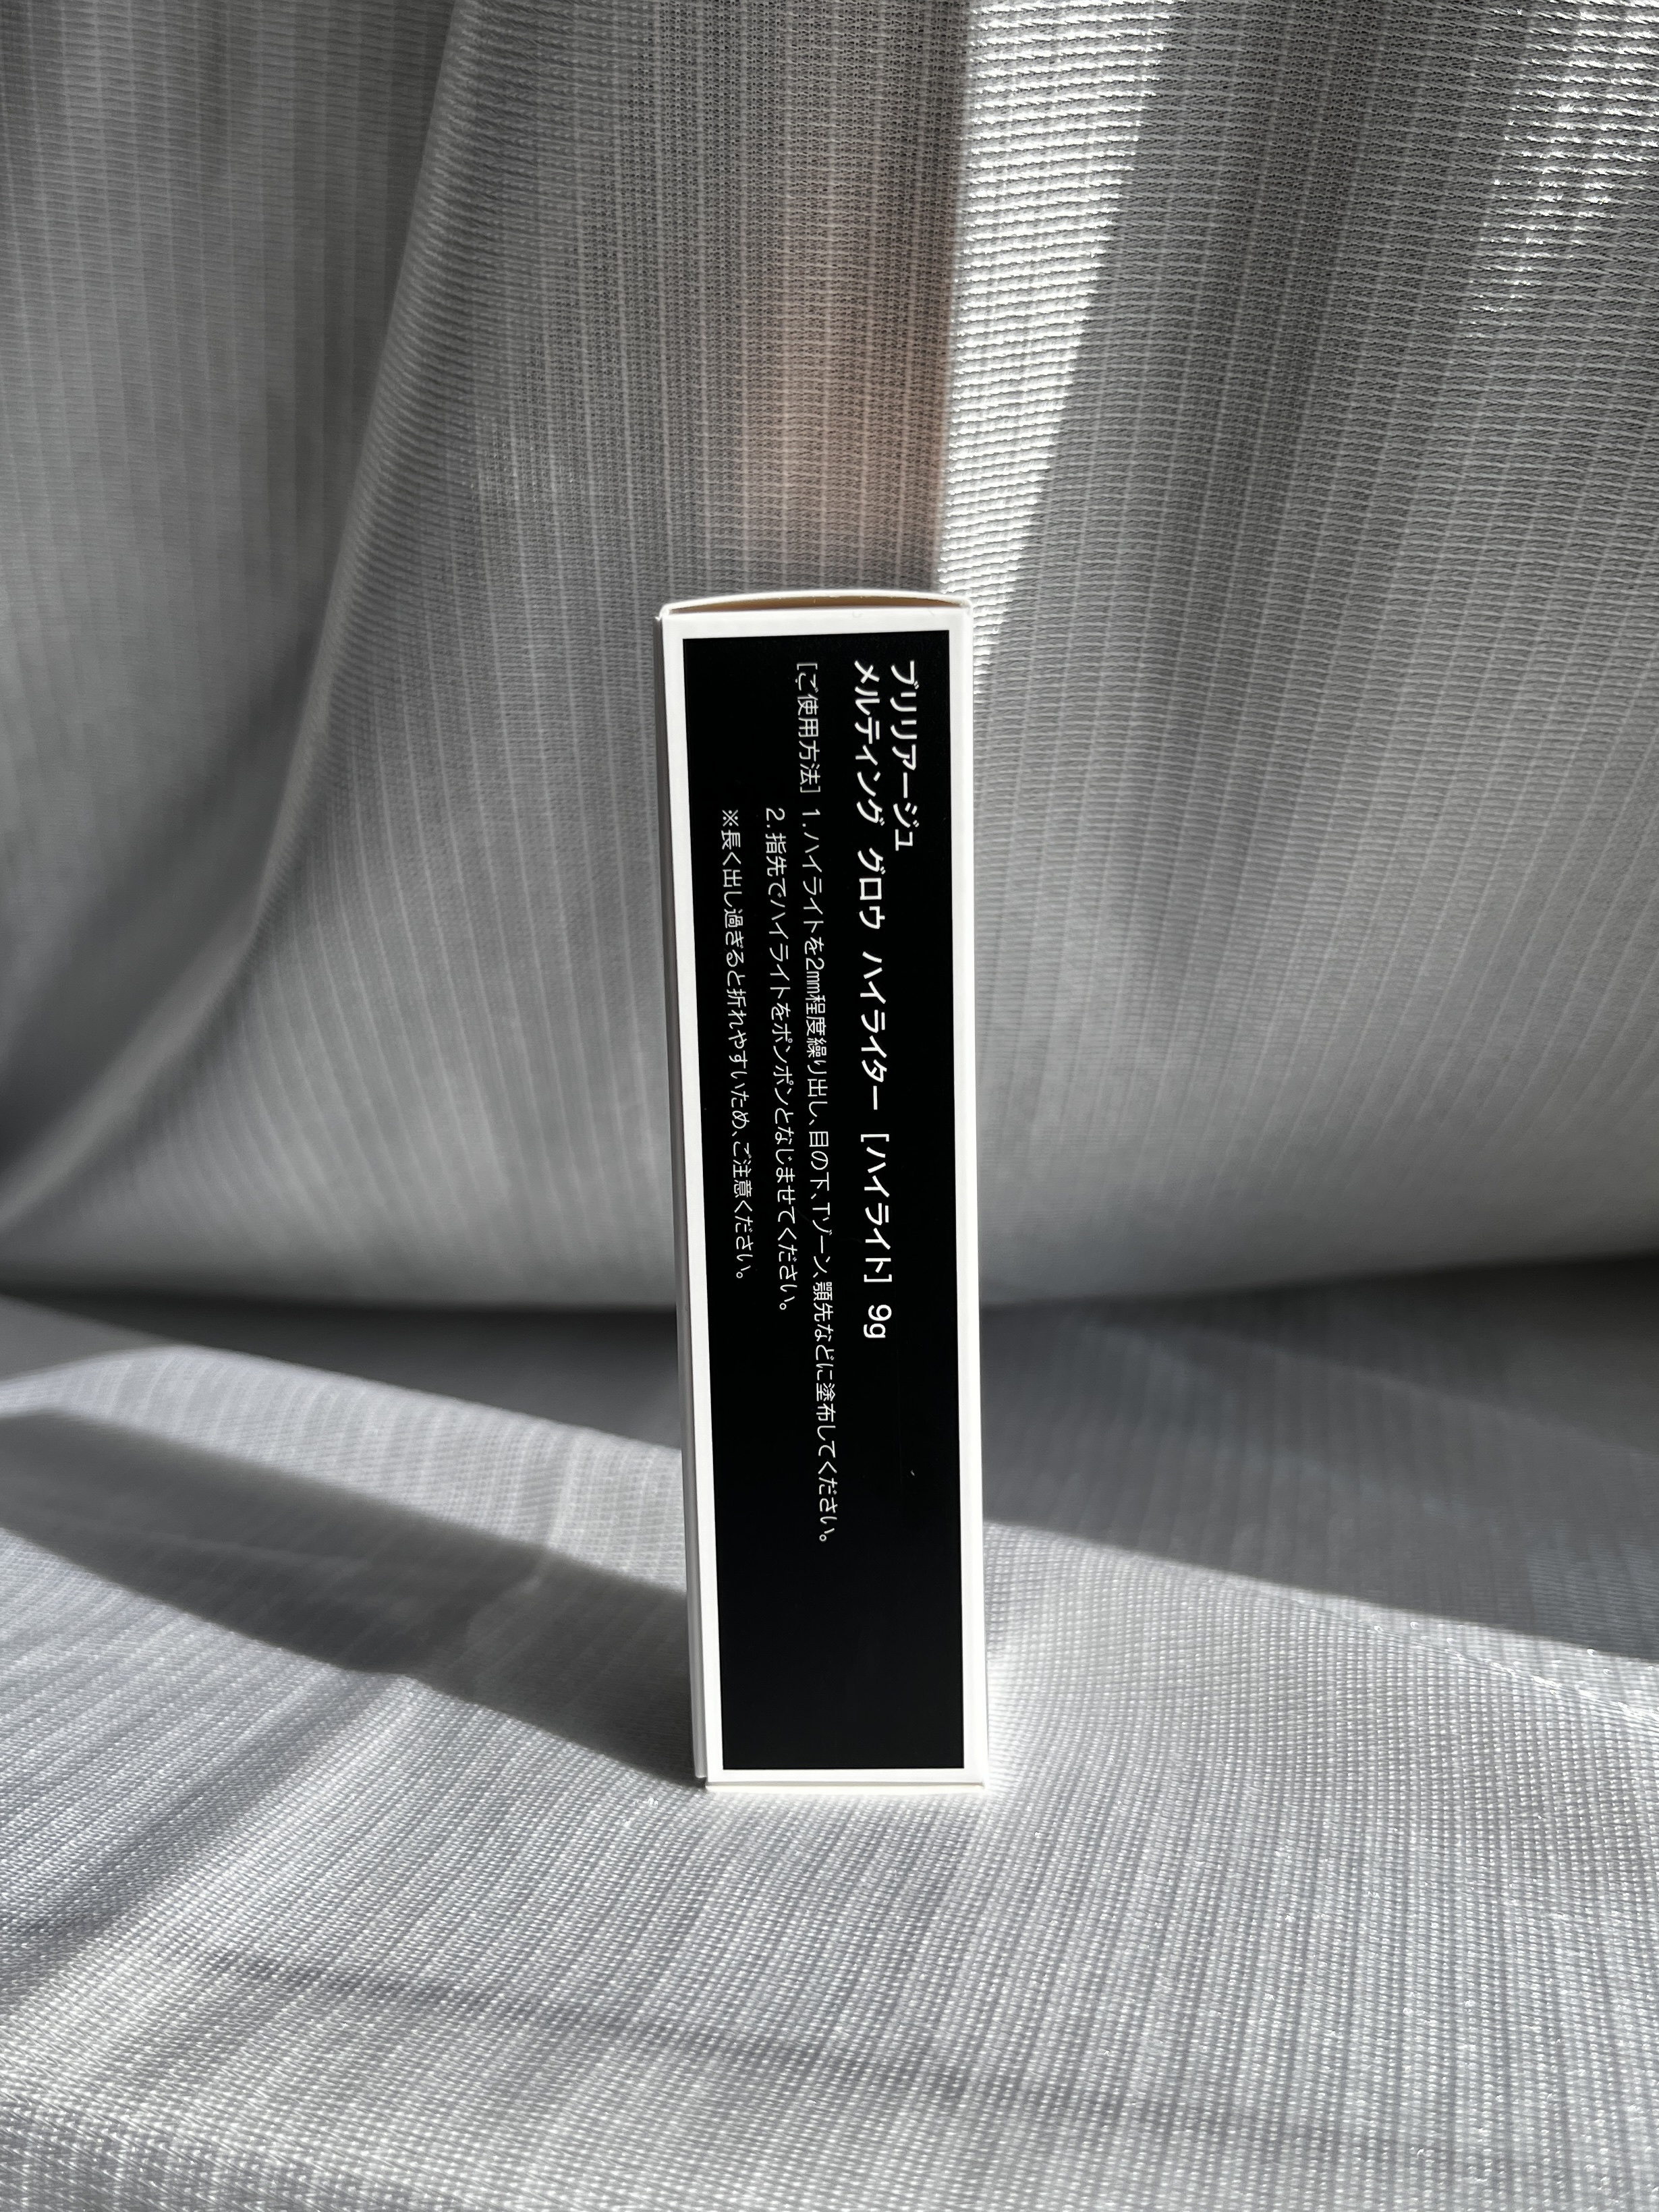 ブリリアージュ
メルティング グロウ ハイライター [ハイライト] 9g
[ご使用方法] 1.ハイライトを2mm程度繰り出し、目の下、Tゾーン、顎先などに塗布してください。
2.指先でハイライトをポンポンとなじませてください。
※長く出し過ぎると折れやすいため、ご注意ください。